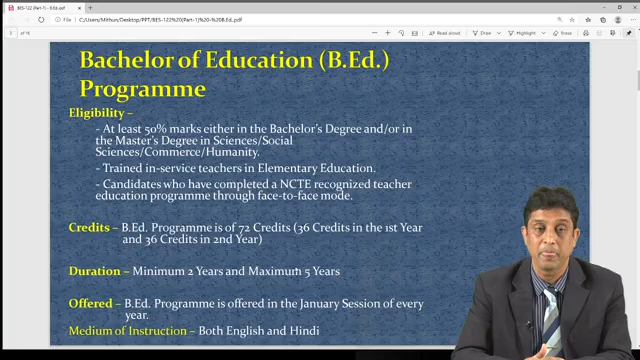 BES-122 (Part-1) - B.Ed.pdf
File | C:/Users/Mithun/Desktop/PPT/BES-122%20(Part-1)%20-%20B.Ed.pdf
of 16
Read aloud
Draw
Highlight
Erase
Bachelor of Education (B.Ed.)
Programme
Eligibility –
- At least 50% marks either in the Bachelor's Degree and/or in
the Master's Degree in Sciences/Social
Sciences/Commerce/Humanity.
- Trained in-service teachers in Elementary Education.
- Candidates who have completed a NCTE recognized teacher
education programme through face-to-face mode.
Credits – B.Ed. Programme is of 72 Credits (36 Credits in the 1st Year
and 36 Credits in 2nd Year)
Duration – Minimum 2 Years and Maximum 5 Years
Offered – B.Ed. Programme is offered in the January Session of every
year.
Medium of Instruction – Both English and Hindi